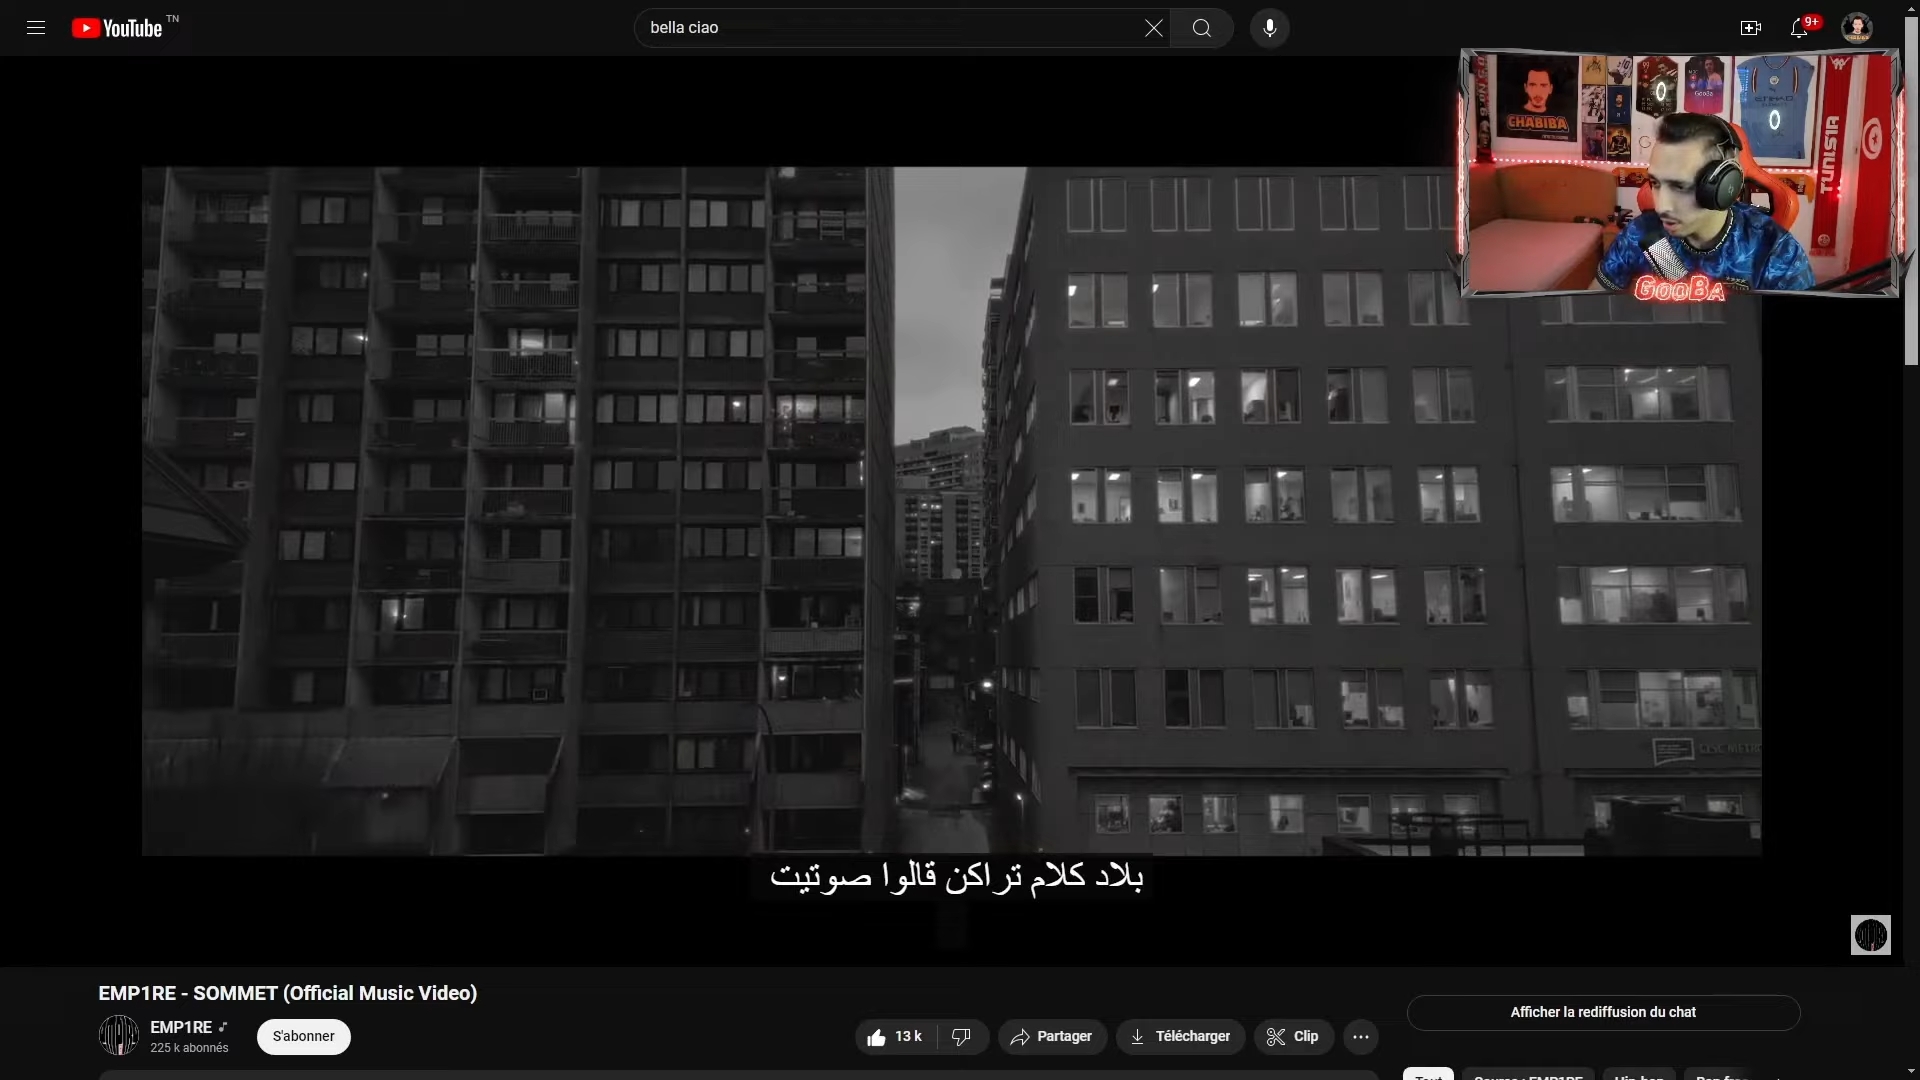 YouTube TN
bella ciao
9+
CHABIBA
TUNISIA
GooBa
بلاد كلام تراكن قالوا صوتيت
EMP1RE - SOMMET (Official Music Video)
EMP1RE
225 k abonnés
S'abonner
13 k
Partager
Télécharger
Clip
Afficher la rediffusion du chat